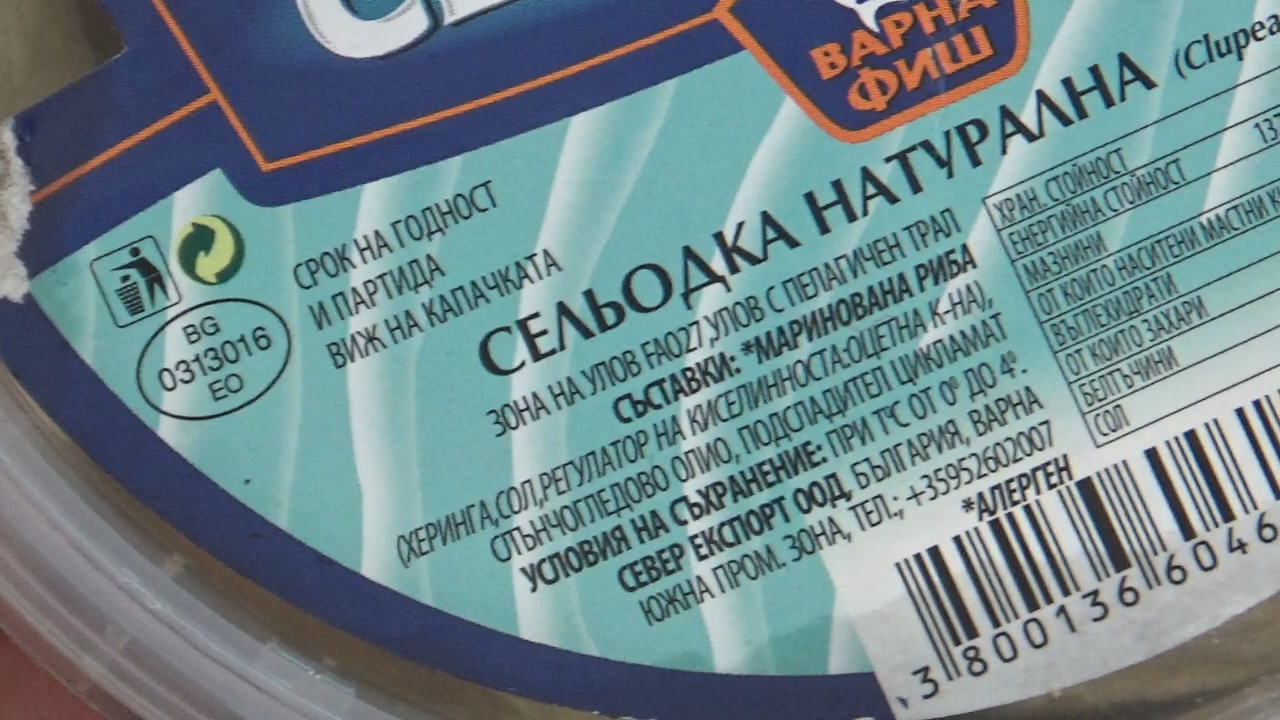 ВАРНА
ФИШ
СЕЛЬОДКА НАТУРАЛНА (Clupea
СРОК НА ГОДНОСТ
И ПАРТИДА
ВИЖ НА КАПАЧКАТА
BG
0313016
EO
ЗОНА НА УЛОВ FAO27,УЛОВ С ПЕЛАГИЧЕН ТРАЛ
СЪСТАВКИ: *МАРИНОВАНА РИБА
(ХЕРИНГА,СОЛ,РЕГУЛАТОР НА КИСЕЛИННОСТА:ОЦЕТНА К-НА),
СЛЪНЧОГЛЕДОВО ОЛИО, ПОДСЛАДИТЕЛ ЦИКЛАМАТ
УСЛОВИЯ НА СЪХРАНЕНИЕ: ПРИ T°C ОТ 0° ДО 4°.
СЕВЕР ЕКСПОРТ ООД, БЪЛГАРИЯ, ВАРНА
ЮЖНА ПРОМ. ЗОНА, ТЕЛ.; +35952602007
*АЛЕРГЕН
ХРАН. СТОЙНОСТ
ЕНЕРГИЙНА СТОЙНОСТ 137
МАЗНИНИ
ОТ КОИТО НАСИТЕНИ МАСТНИ К
ВЪГЛЕХИДРАТИ
ОТ КОИТО ЗАХАРИ
БЕЛТЪЧИНИ
СОЛ
3 800136 6046